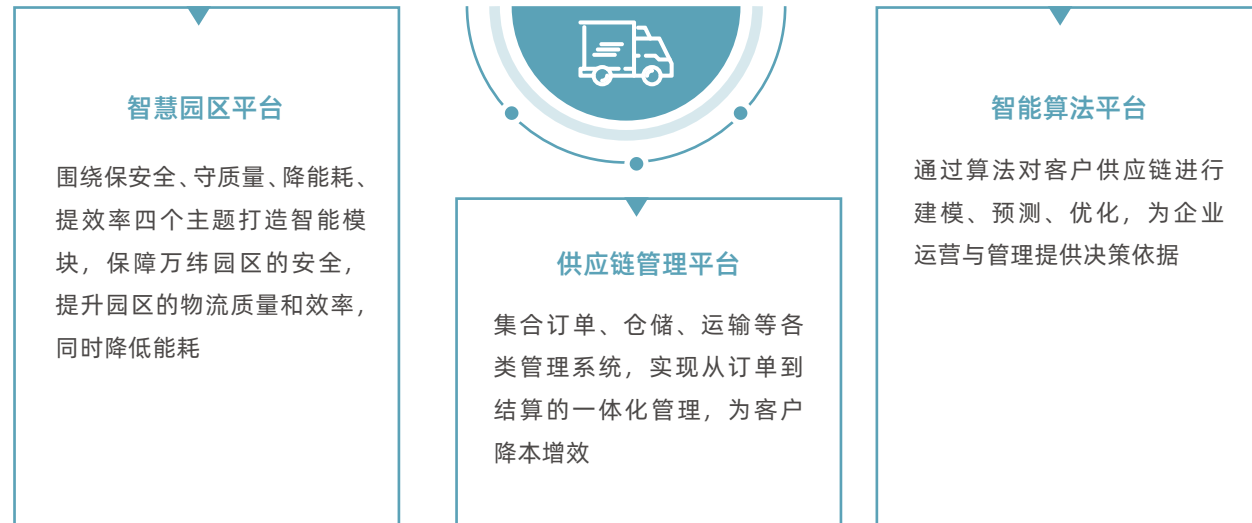 智慧园区平台
围绕保安全、守质量、降能耗、
提效率四个主题打造智能模
块，保障万纬园区的安全，
提升园区的物流质量和效率，
同时降低能耗
供应链管理平台
集合订单、仓储、运输等各
类管理系统，实现从订单到
结算的一体化管理，为客户
降本增效
智能算法平台
通过算法对客户供应链进行
建模、预测、优化，为企业
运营与管理提供决策依据